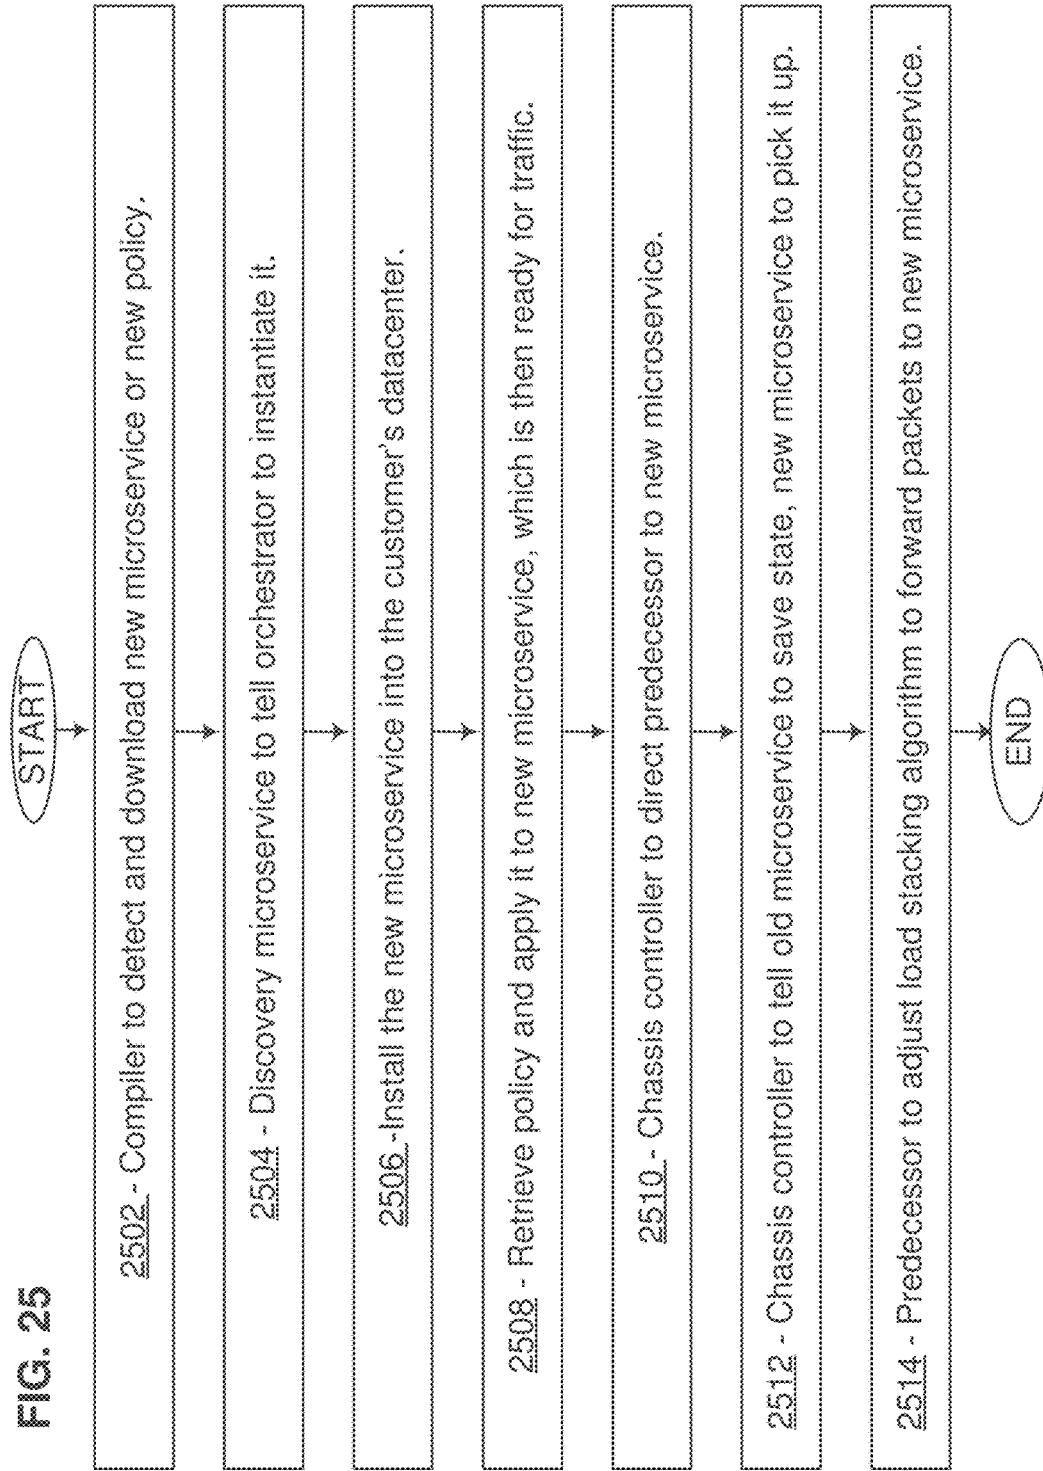 FIG. 25
START
2502 - Compiler to detect and download new microservice or new policy.
2504 - Discovery microservice to tell orchestrator to instantiate it.
2506 -Install the new microservice into the customer's datacenter.
2508 - Retrieve policy and apply it to new microservice, which is then ready for traffic.
2510 - Chassis controller to direct predecessor to new microservice.
2512 - Chassis controller to tell old microservice to save state, new microservice to pick it up.
2514 - Predecessor to adjust load stacking algorithm to forward packets to new microservice.
END